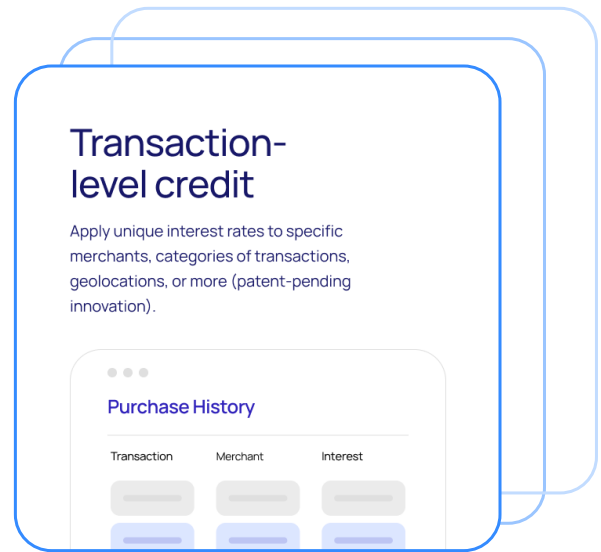 Transaction-
level credit
Apply unique interest rates to specific
merchants, categories of transactions,
geolocations, or more (patent-pending
innovation).
Purchase History
Transaction Merchant Interest